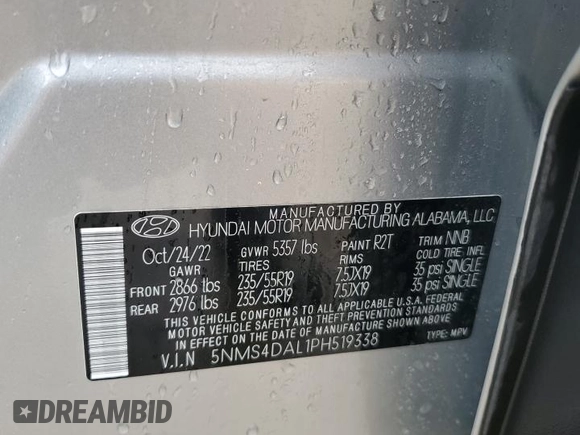 MANUFACTURED BY
HYUNDAI MOTOR MANUFACTURING ALABAMA, LLC
Oct/24/22 GVWR 5357 lbs PAINT R2T TRIM NNB
GAWR TIRES RIMS COLD TIRE INFL
FRONT 2866 lbs 235/55R19 7.5JX19 35 psi SINGLE
REAR 2976 lbs 235/55R19 7.5JX19 35 psi SINGLE
THIS VEHICLE CONFORMS TO ALL APPLICABLE U.S.A. FEDERAL
MOTOR VEHICLE SAFETY, BUMPER, AND THEFT PREVENTION STANDARDS
IN EFFECT ON THE DATE OF MANUFACTURE SHOWN ABOVE.
V.I.N 5NMS4DAL1PH519338 TYPE: MPV
DREAMBID